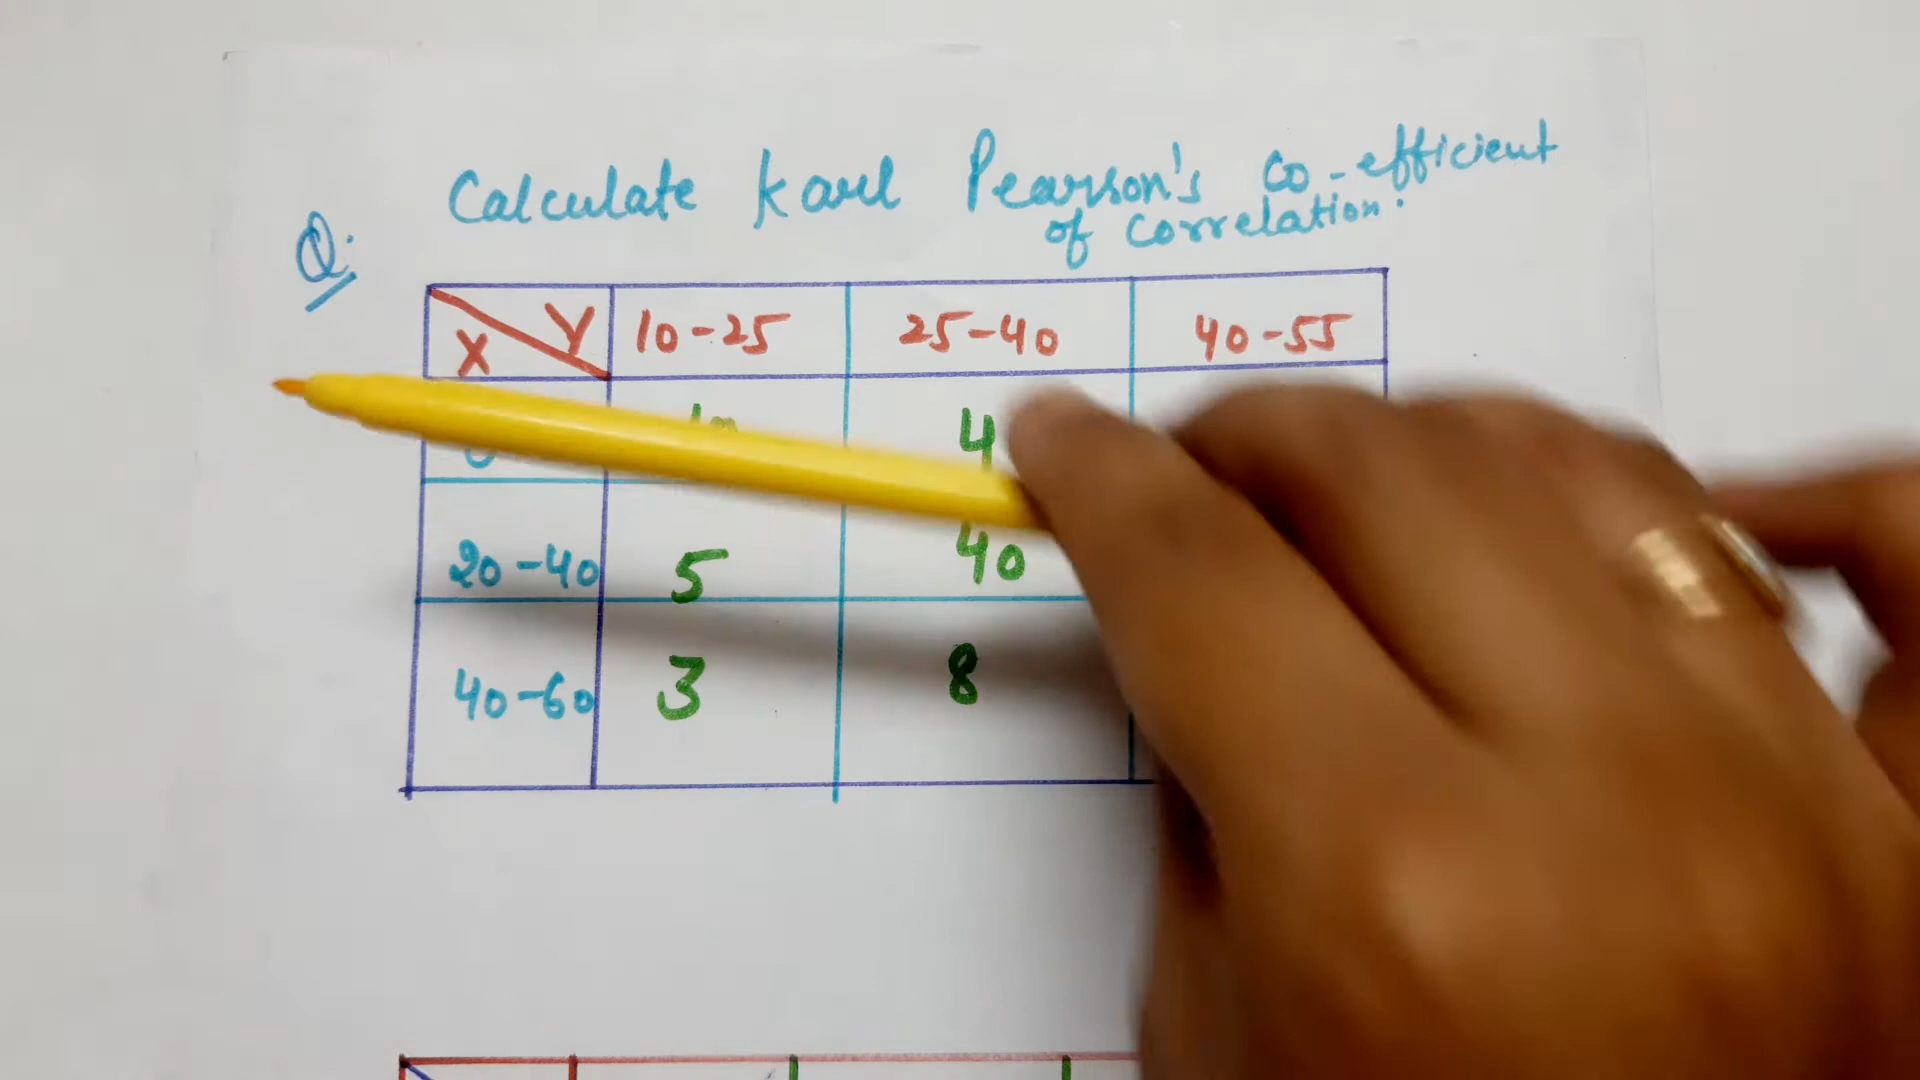 Calculate Karl Pearson's Co-efficient
of Correlation.
Q:
X Y 10-25 25-40 40-55
4
20-40 5 40
40-60 3 8